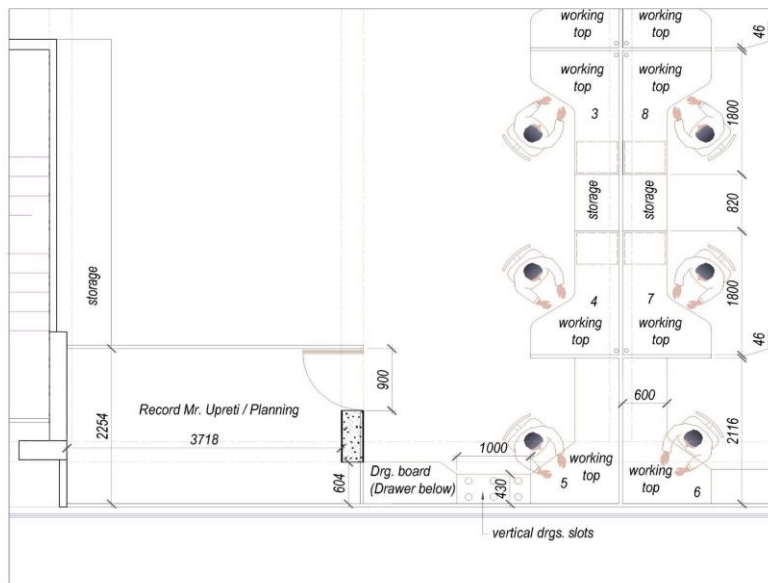 working
top
working
top
46
working
top
working
top
3
8
1800
storage
storage
820
storage
4
7
working
top
working
top
1800
46
900
Record Mr. Upreti / Planning
3718
2254
604
600
2116
1000
Drg. board
(Drawer below)
430
working
top
5
working
top
6
vertical drgs. slots